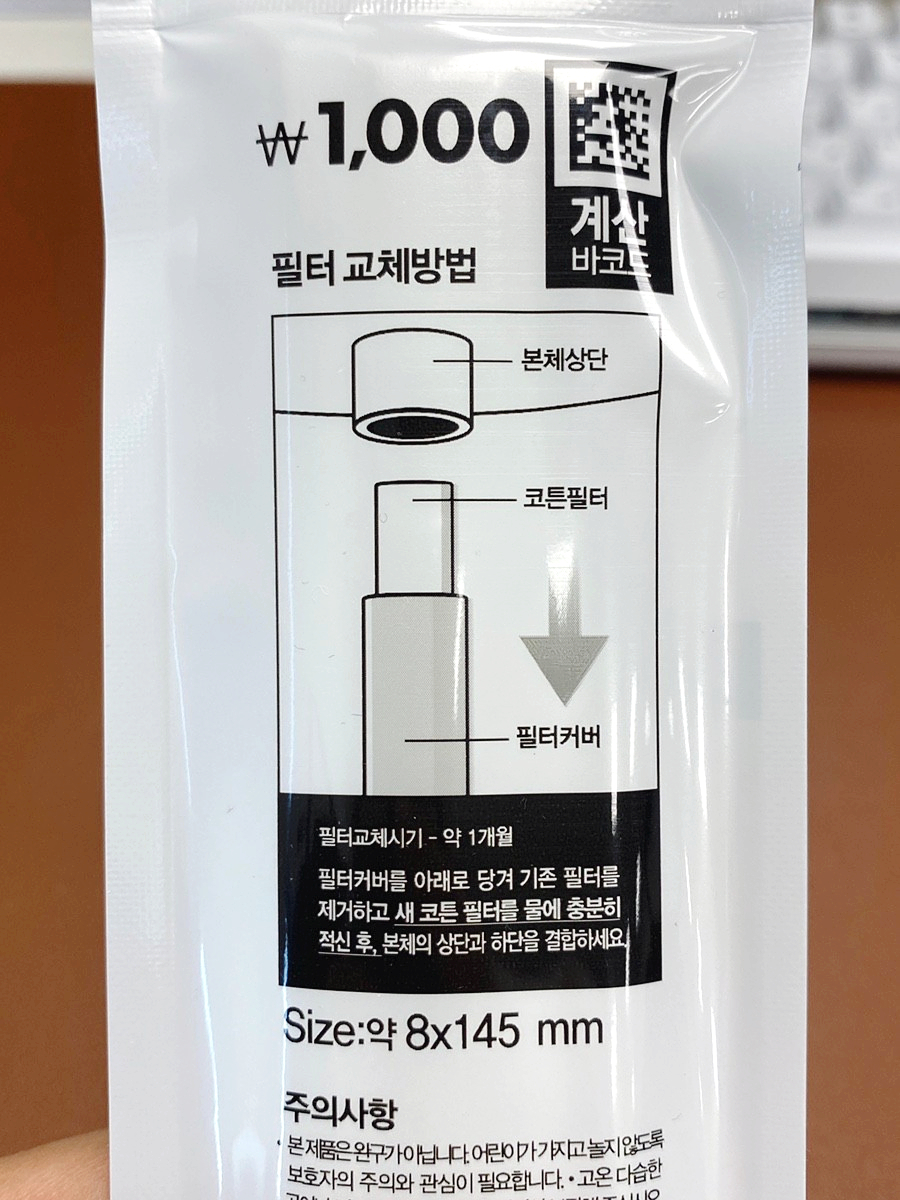 ₩1,000
계산
바코드
필터 교체방법
본체상단
코튼필터
필터커버
필터교체시기 - 약 1개월
필터커버를 아래로 당겨 기존 필터를
제거하고 새 코튼 필터를 물에 충분히
적신 후, 본체의 상단과 하단을 결합하세요.
Size:약 8x145 mm
주의사항
· 본 제품은 완구가 아닙니다. 어린이가 가지고 놀지 않도록
보호자의 주의와 관심이 필요합니다. • 고온 다습한